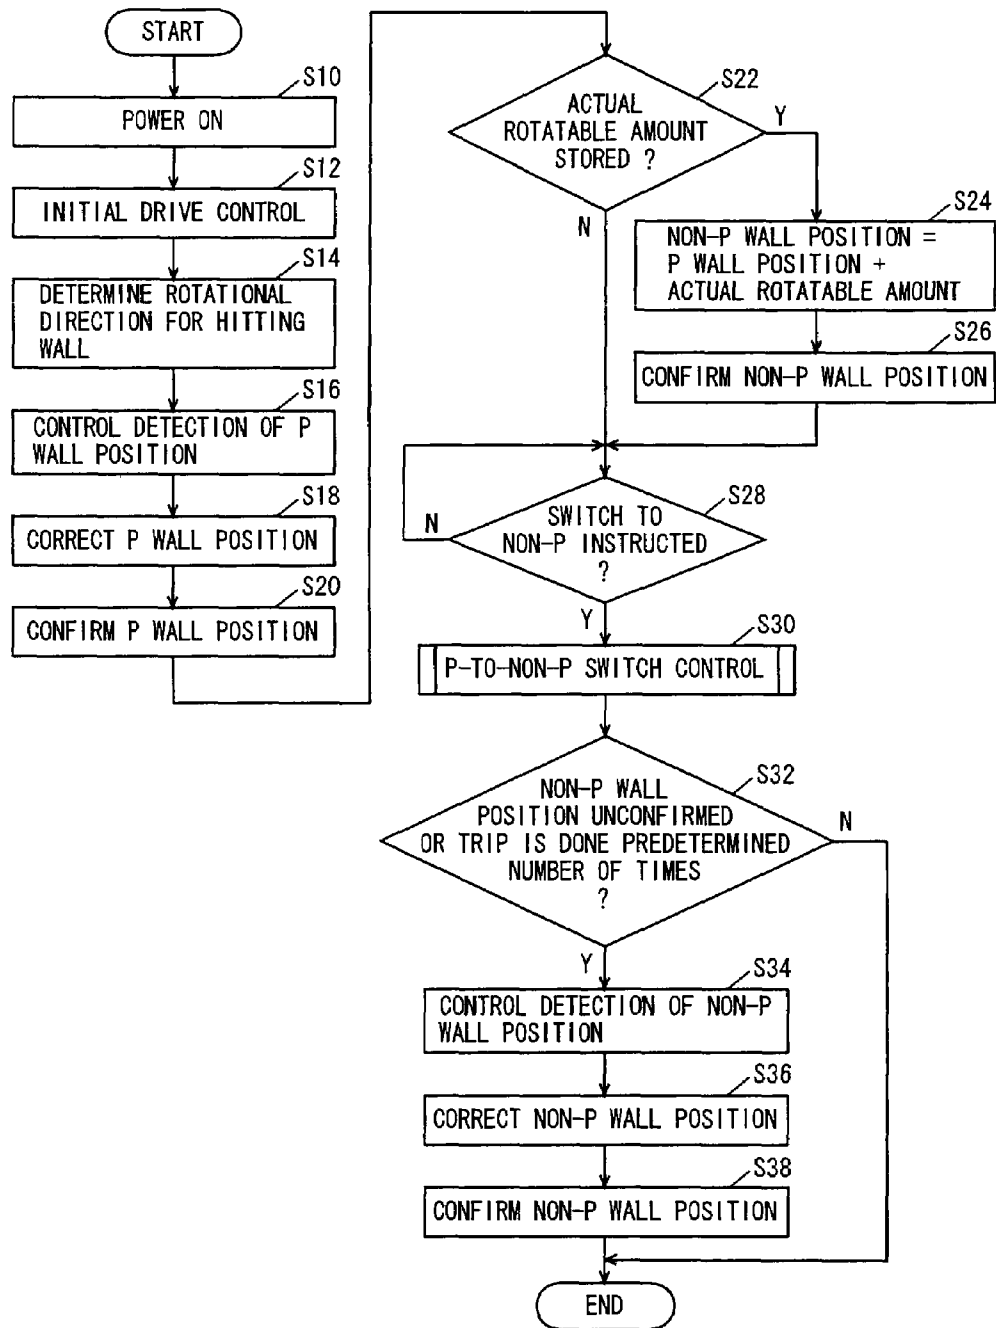 START
S10
POWER ON
S12
INITIAL DRIVE CONTROL
S14
DETERMINE ROTATIONAL
DIRECTION FOR HITTING
WALL
S16
CONTROL DETECTION OF P
WALL POSITION
S18
CORRECT P WALL POSITION
S20
CONFIRM P WALL POSITION
S22
ACTUAL
ROTATABLE AMOUNT
STORED ?
Y
N
S24
NON-P WALL POSITION =
P WALL POSITION +
ACTUAL ROTATABLE AMOUNT
S26
CONFIRM NON-P WALL POSITION
S28
SWITCH TO
NON-P INSTRUCTED
?
N
Y
S30
P-TO-NON-P SWITCH CONTROL
S32
NON-P WALL
POSITION UNCONFIRMED
OR TRIP IS DONE PREDETERMINED
NUMBER OF TIMES
?
N
Y
S34
CONTROL DETECTION OF NON-P
WALL POSITION
S36
CORRECT NON-P WALL POSITION
S38
CONFIRM NON-P WALL POSITION
END